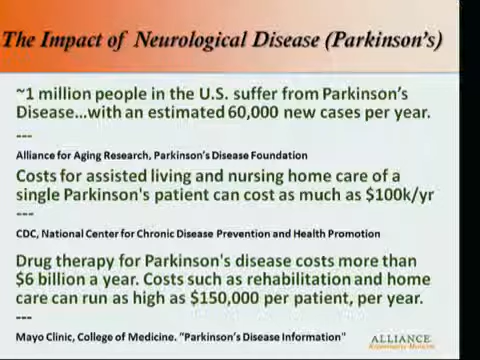 The Impact of Neurological Disease (Parkinson's)
~1 million people in the U.S. suffer from Parkinson's
Disease...with an estimated 60,000 new cases per year.
---
Alliance for Aging Research, Parkinson's Disease Foundation
Costs for assisted living and nursing home care of a
single Parkinson's patient can cost as much as $100k/yr
---
CDC, National Center for Chronic Disease Prevention and Health Promotion
Drug therapy for Parkinson's disease costs more than
$6 billion a year. Costs such as rehabilitation and home
care can run as high as $150,000 per patient, per year.
---
Mayo Clinic, College of Medicine. "Parkinson's Disease Information"
ALLIANCE